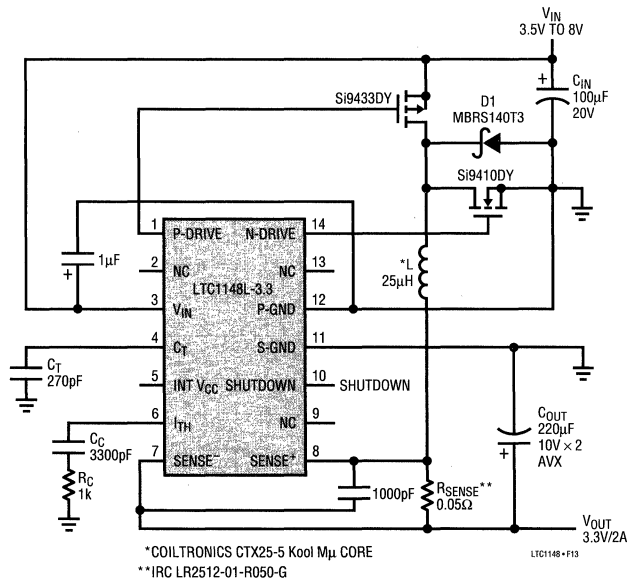 VIN
3.5V TO 8V
Si9433DY
D1
MBRS140T3
+
CIN
100µF
20V
Si9410DY
1
P-DRIVE
N-DRIVE
14
1µF
+
2
NC
NC
13
LTC1148L-3.3
*L
25µH
3
VIN
P-GND
12
4
CT
S-GND
11
CT
270pF
5
INT VCC
SHUTDOWN
10
SHUTDOWN
6
ITH
NC
9
CC
3300pF
COUT
220µF
10V × 2
AVX
+
7
SENSE−
SENSE+
8
RC
1k
1000pF
RSENSE**
0.05Ω
VOUT
3.3V/2A
*COILTRONICS CTX25-5 Kool Mµ CORE
**IRC LR2512-01-R050-G
LTC1148 • F13